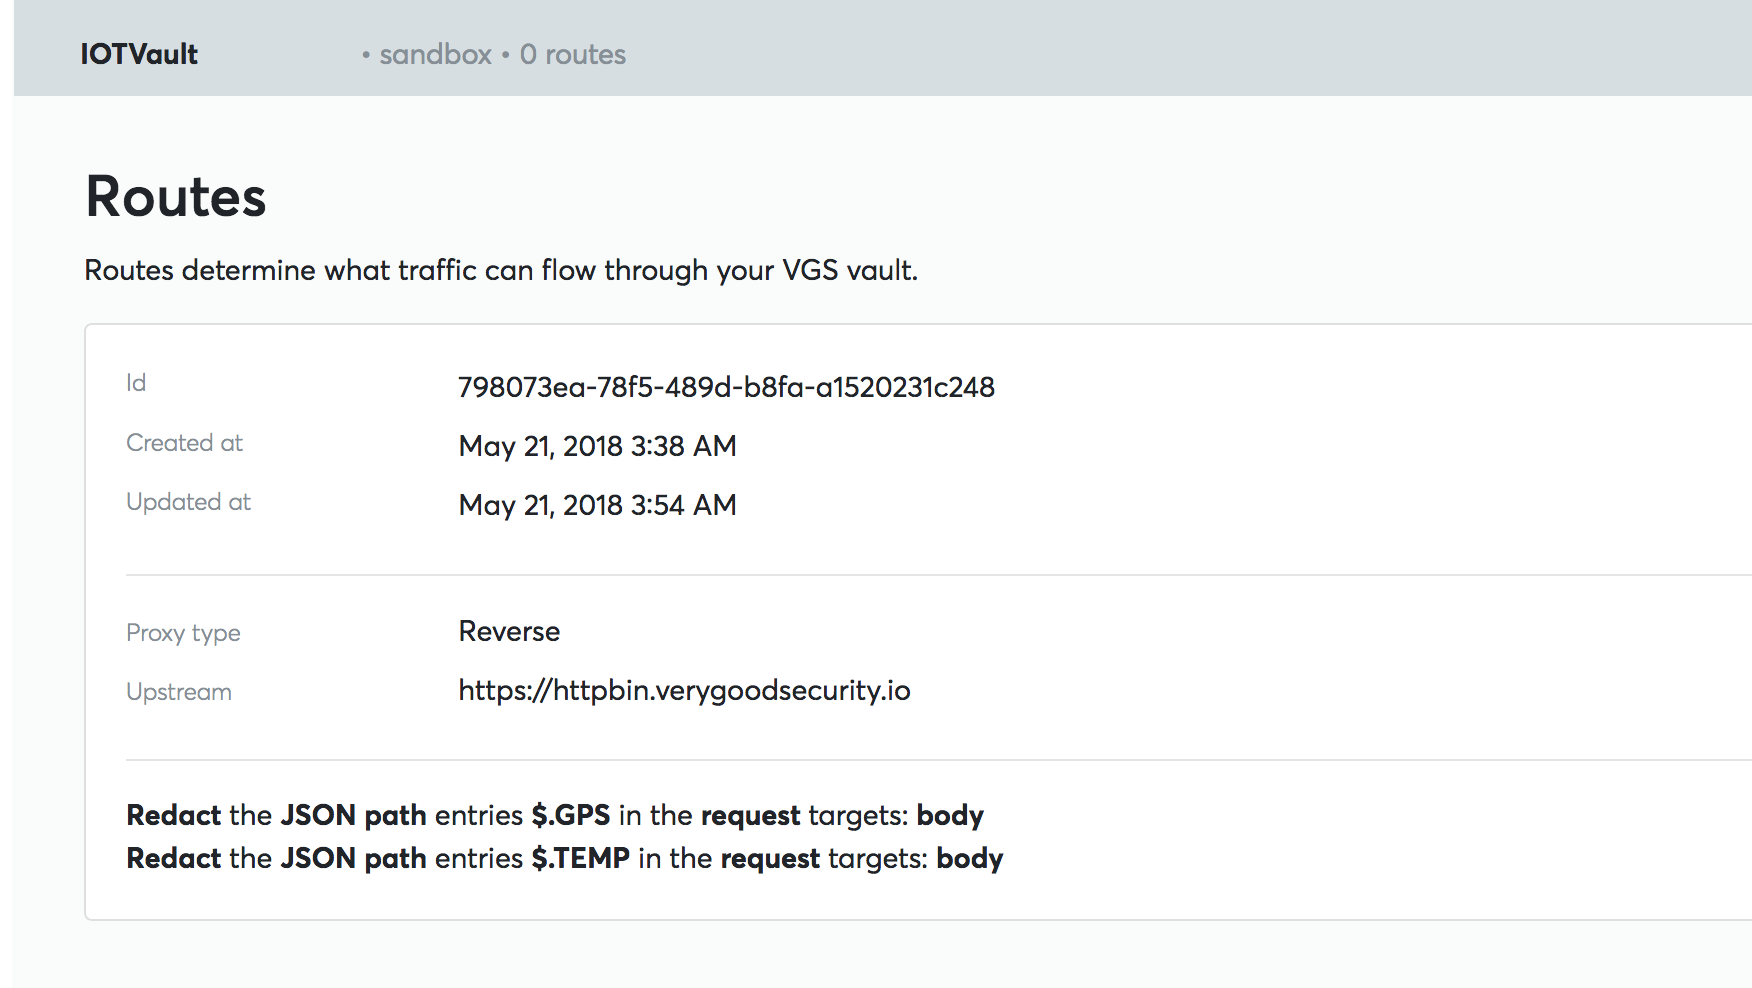 IOTVault • sandbox • 0 routes
Routes
Routes determine what traffic can flow through your VGS vault.
Id 798073ea-78f5-489d-b8fa-a1520231c248
Created at May 21, 2018 3:38 AM
Updated at May 21, 2018 3:54 AM
Proxy type Reverse
Upstream https://httpbin.verygoodsecurity.io
Redact the JSON path entries $.GPS in the request targets: body
Redact the JSON path entries $.TEMP in the request targets: body